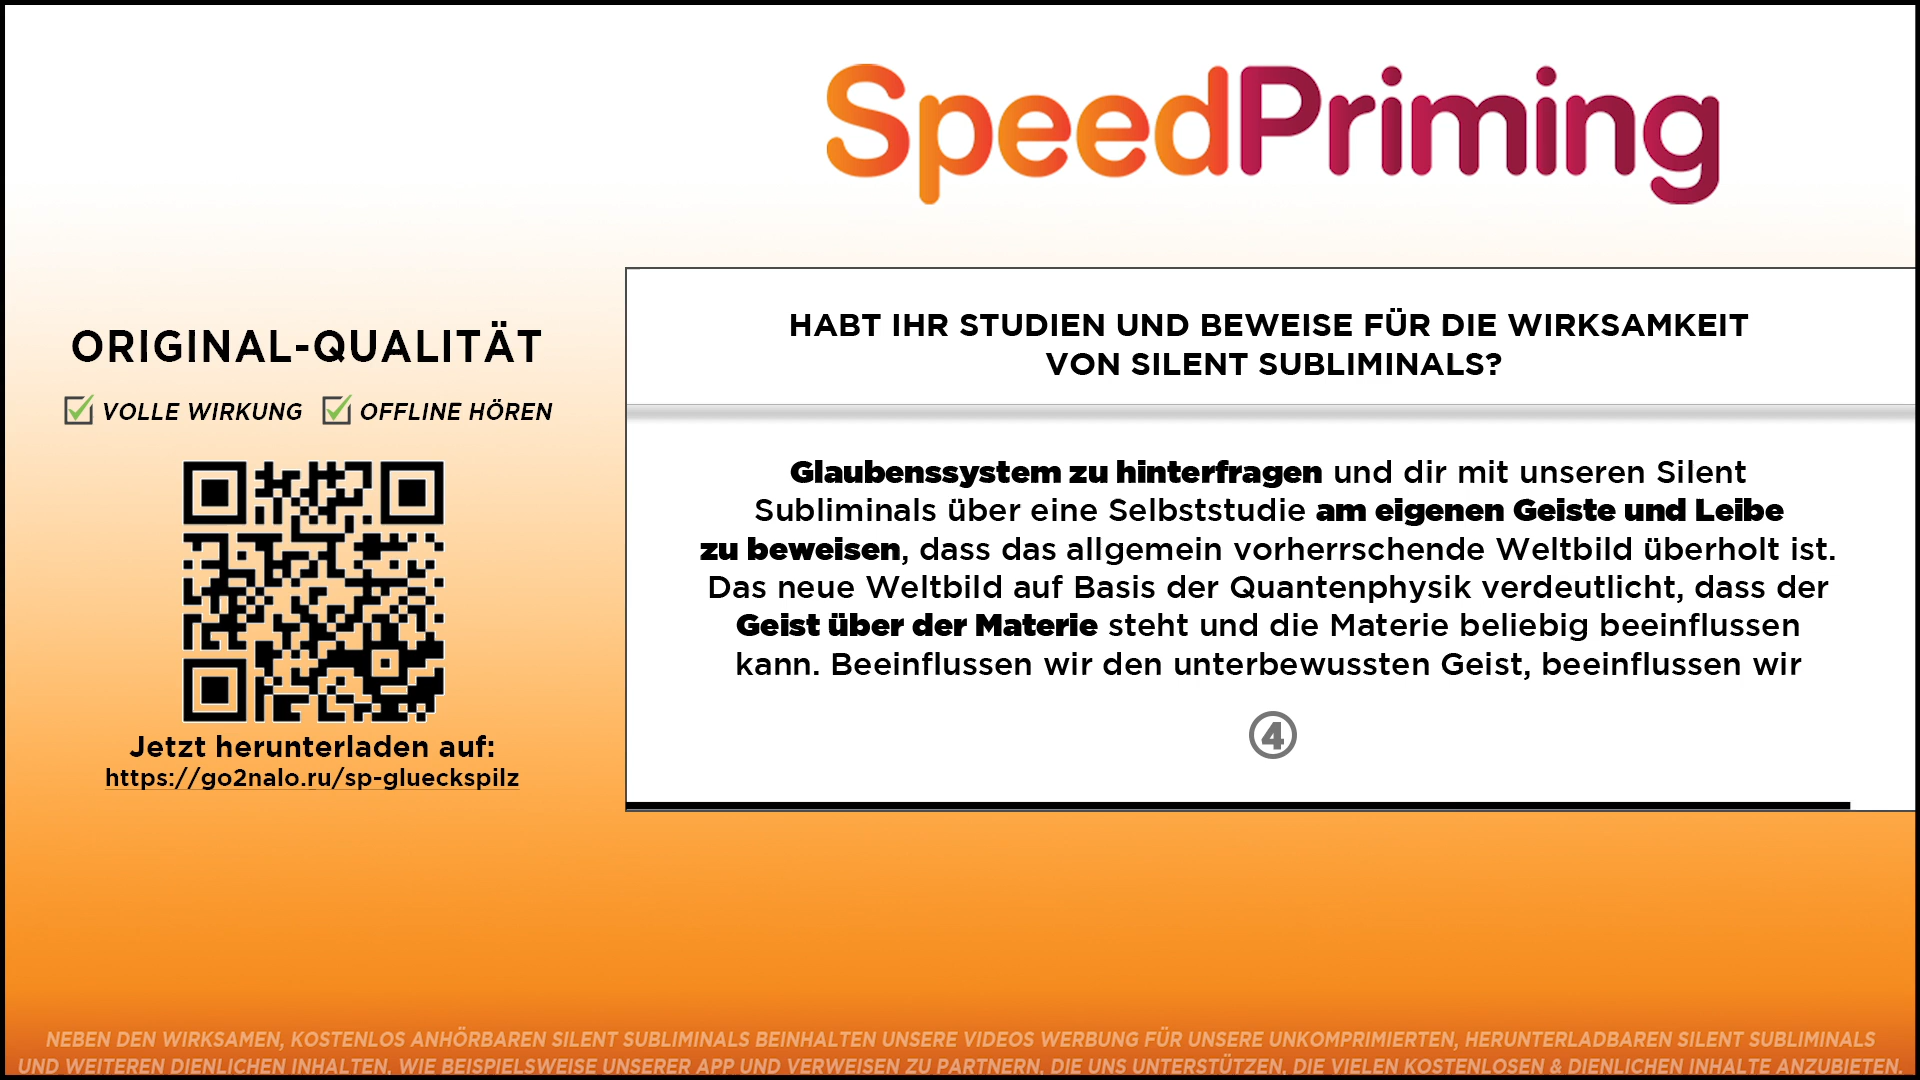 SpeedPriming
ORIGINAL-QUALITÄT
VOLLE WIRKUNG OFFLINE HÖREN
Jetzt herunterladen auf:
https://go2nalo.ru/sp-glueckspilz
HABT IHR STUDIEN UND BEWEISE FÜR DIE WIRKSAMKEIT
VON SILENT SUBLIMINALS?
Glaubenssystem zu hinterfragen und dir mit unseren Silent
Subliminals über eine Selbststudie am eigenen Geiste und Leibe
zu beweisen, dass das allgemein vorherrschende Weltbild überholt ist.
Das neue Weltbild auf Basis der Quantenphysik verdeutlicht, dass der
Geist über der Materie steht und die Materie beliebig beeinflussen
kann. Beeinflussen wir den unterbewussten Geist, beeinflussen wir
4
NEBEN DEN WIRKSAMEN, KOSTENLOS ANHÖRBAREN SILENT SUBLIMINALS BEINHALTEN UNSERE VIDEOS WERBUNG FÜR UNSERE UNKOMPRIMIERTEN, HERUNTERLADBAREN SILENT SUBLIMINALS
UND WEITEREN DIENLICHEN INHALTEN, WIE BEISPIELSWEISE UNSERER APP UND VERWEISEN ZU PARTNERN, DIE UNS UNTERSTÜTZEN, DIE VIELEN KOSTENLOSEN & DIENLICHEN INHALTE ANZUBIETEN.